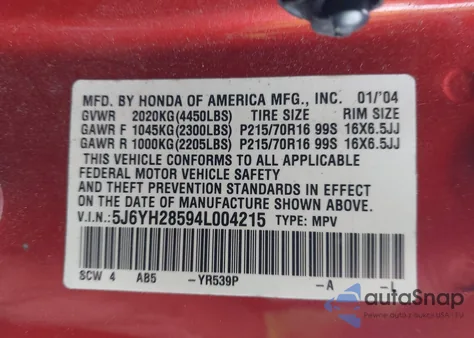 MFD. BY HONDA OF AMERICA MFG., INC. 01/'04
GVWR 2020KG(4450LBS) TIRE SIZE RIM SIZE
GAWR F 1045KG(2300LBS) P215/70R16 99S 16X6.5JJ
GAWR R 1000KG(2205LBS) P215/70R16 99S 16X6.5JJ
THIS VEHICLE CONFORMS TO ALL APPLICABLE
FEDERAL MOTOR VEHICLE SAFETY
AND THEFT PREVENTION STANDARDS IN EFFECT
ON THE DATE OF MANUFACTURE SHOWN ABOVE.
V.I.N.: 5J6YH28594L004215 TYPE: MPV
SCW 4 AB5 -YR539P -A -L
autoSnap